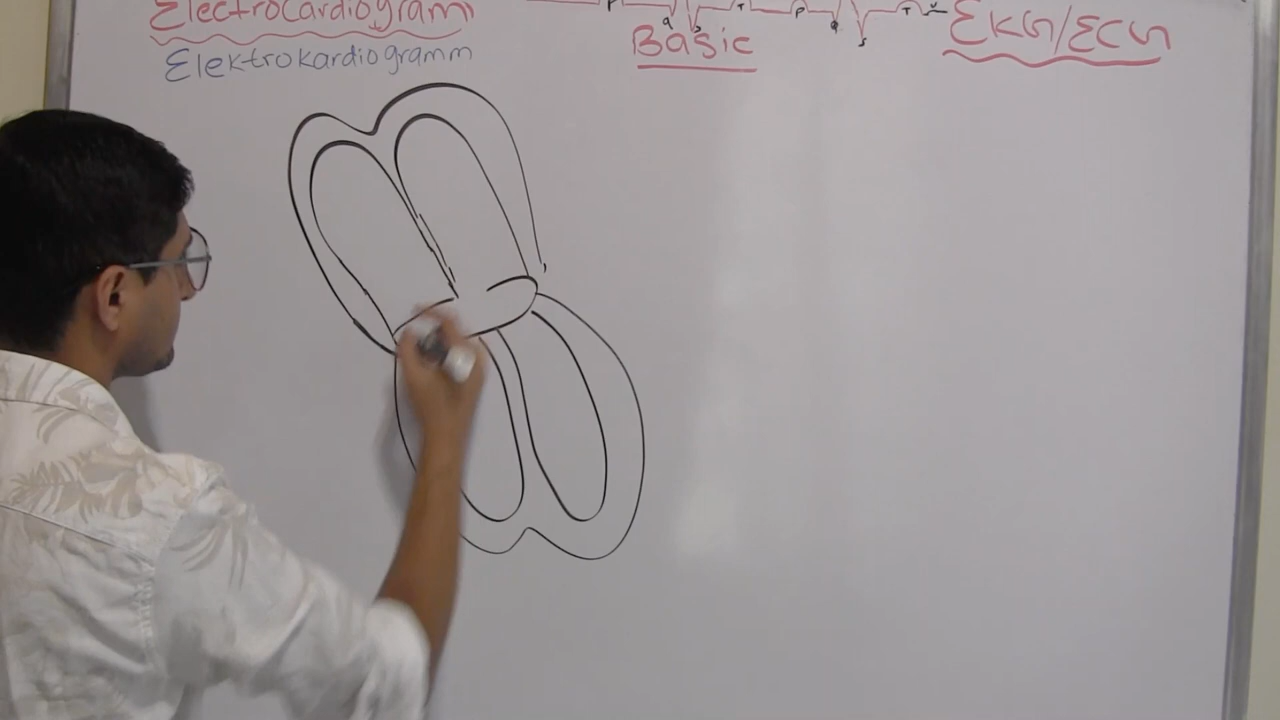 Electrocardiogram
Elektrokardiogramm
P Q S T P Q S T U
Basic
EKG/ECG